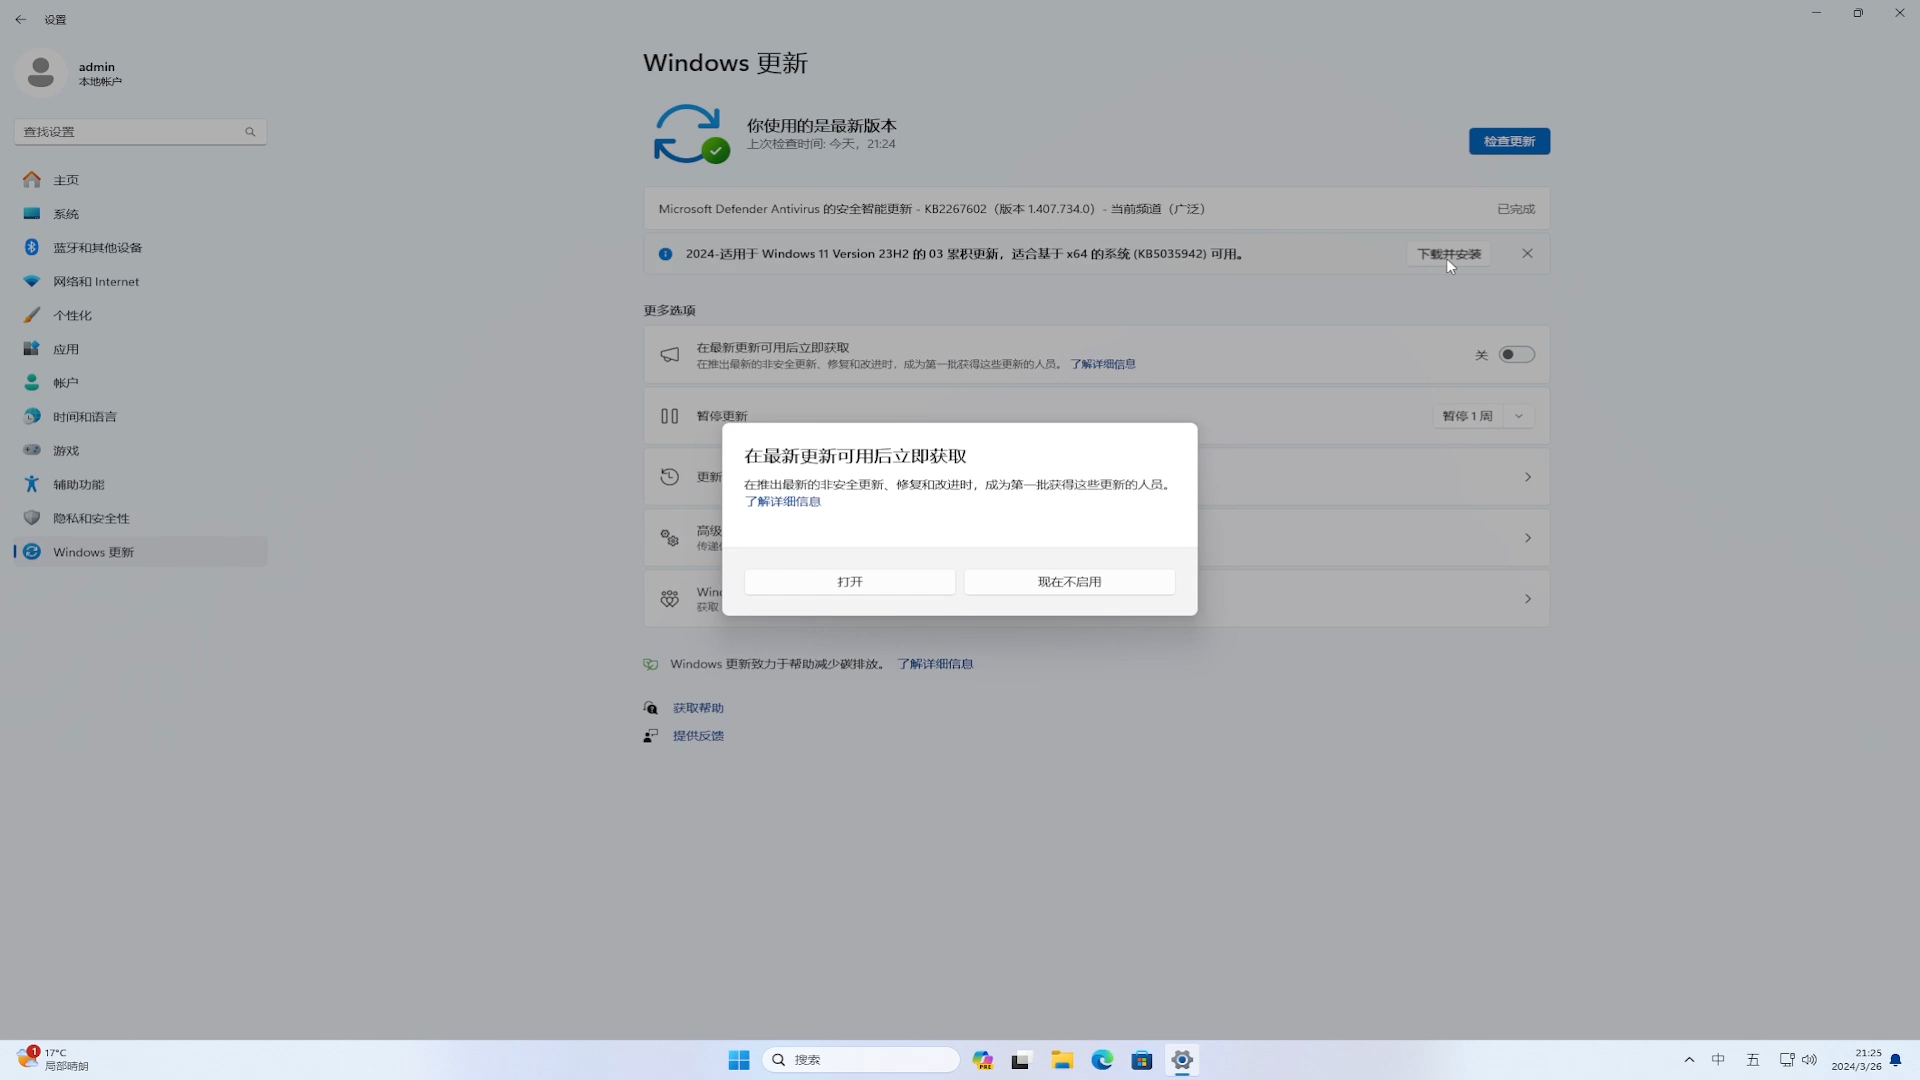 设置
admin
本地帐户
查找设置
主页
系统
蓝牙和其他设备
网络和 Internet
个性化
应用
帐户
时间和语言
游戏
辅助功能
隐私和安全性
Windows 更新
Windows 更新
你使用的是最新版本
上次检查时间: 今天，21:24
检查更新
Microsoft Defender Antivirus 的安全智能更新 - KB2267602（版本 1.407.734.0）- 当前频道（广泛）
已完成
2024-适用于 Windows 11 Version 23H2 的 03 累积更新，适合基于 x64 的系统 (KB5035942) 可用。
下载并安装
更多选项
在最新更新可用后立即获取
在推出最新的非安全更新、修复和改进时，成为第一批获得这些更新的人员。 了解详细信息
关
暂停更新
暂停 1 周
更新
高级
传递
Wind
获取
在最新更新可用后立即获取
在推出最新的非安全更新、修复和改进时，成为第一批获得这些更新的人员。
了解详细信息
打开
现在不启用
Windows 更新致力于帮助减少碳排放。 了解详细信息
获取帮助
提供反馈
1
17°C
局部晴朗
搜索
PRE
中
五
21:25
2024/3/26